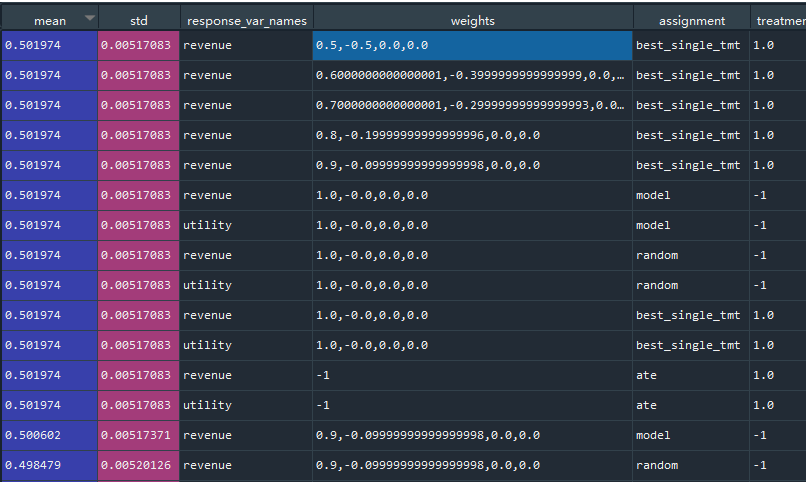 mean std response_var_names weights assignment treatmen
0.501974 0.00517083 revenue 0.5,-0.5,0.0,0.0 best_single_tmt 1.0
0.501974 0.00517083 revenue 0.6000000000000001,-0.3999999999999999,0.0,… best_single_tmt 1.0
0.501974 0.00517083 revenue 0.7000000000000001,-0.29999999999999993,0.0… best_single_tmt 1.0
0.501974 0.00517083 revenue 0.8,-0.19999999999999996,0.0,0.0 best_single_tmt 1.0
0.501974 0.00517083 revenue 0.9,-0.09999999999999998,0.0,0.0 best_single_tmt 1.0
0.501974 0.00517083 revenue 1.0,-0.0,0.0,0.0 model -1
0.501974 0.00517083 utility 1.0,-0.0,0.0,0.0 model -1
0.501974 0.00517083 revenue 1.0,-0.0,0.0,0.0 random -1
0.501974 0.00517083 utility 1.0,-0.0,0.0,0.0 random -1
0.501974 0.00517083 revenue 1.0,-0.0,0.0,0.0 best_single_tmt 1.0
0.501974 0.00517083 utility 1.0,-0.0,0.0,0.0 best_single_tmt 1.0
0.501974 0.00517083 revenue -1 ate 1.0
0.501974 0.00517083 utility -1 ate 1.0
0.500602 0.00517371 revenue 0.9,-0.09999999999999998,0.0,0.0 model -1
0.498479 0.00520126 revenue 0.9,-0.09999999999999998,0.0,0.0 random -1